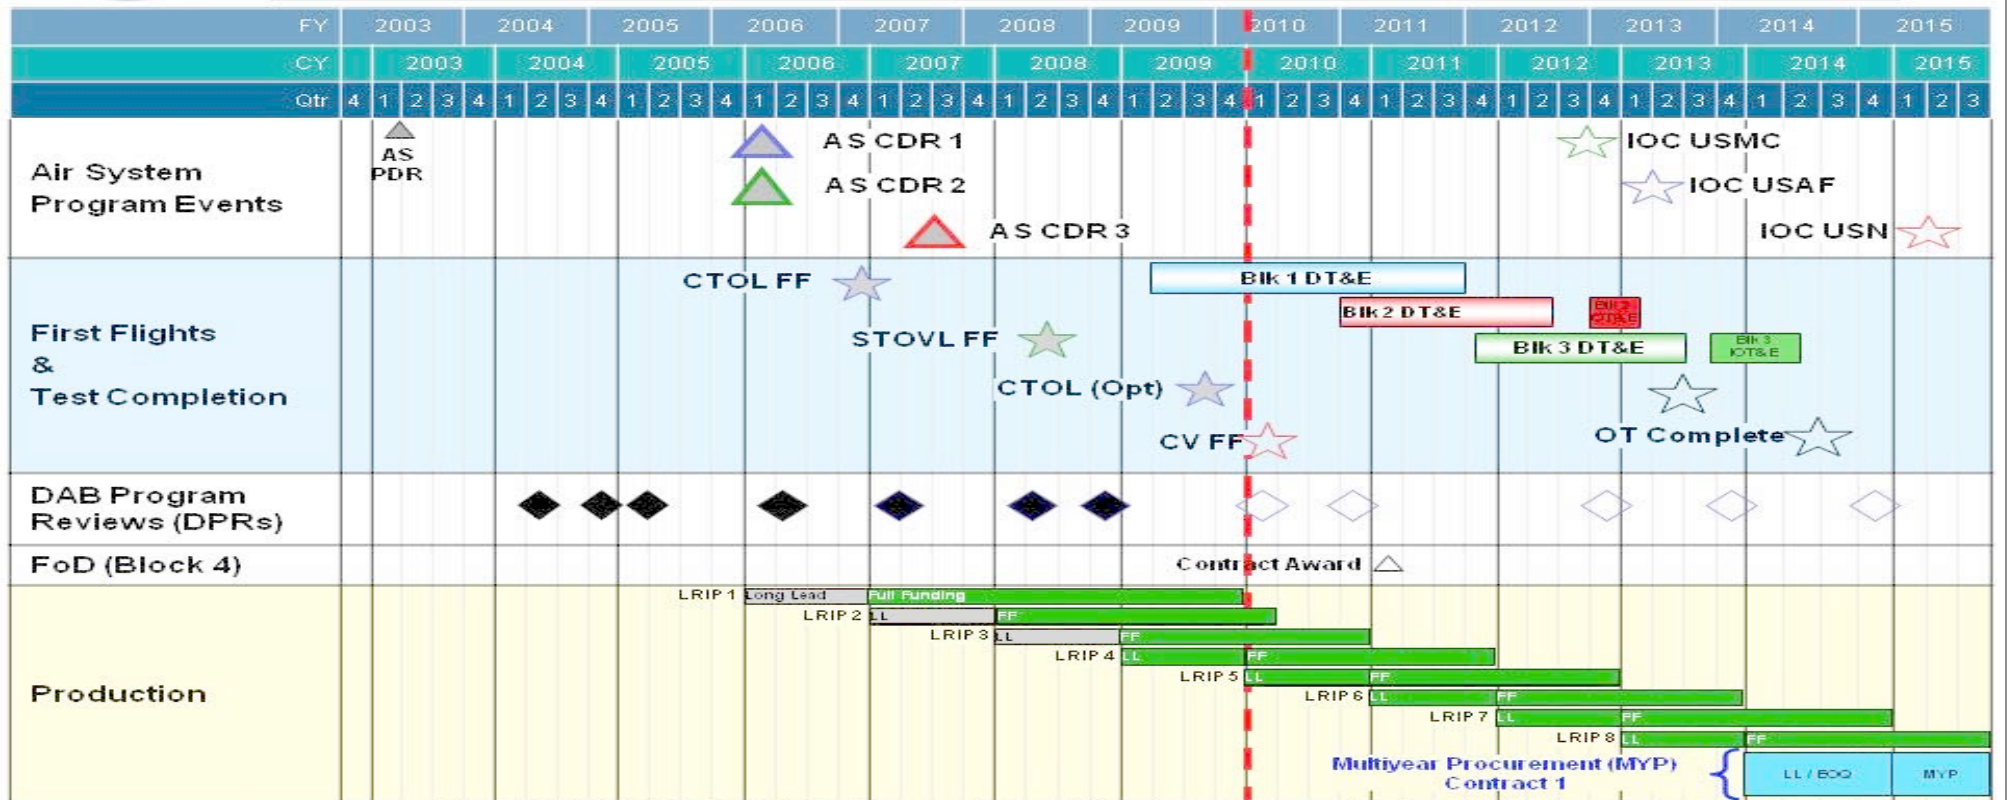 FY 2003 2004 2005 2006 2007 2008 2009 2010 2011 2012 2013 2014 2015
CY 2003 2004 2005 2006 2007 2008 2009 2010 2011 2012 2013 2014 2015
Qtr 4 1 2 3 4 1 2 3 4 1 2 3 4 1 2 3 4 1 2 3 4 1 2 3 4 1 2 3 4 1 2 3 4 1 2 3 4 1 2 3 4 1 2 3 4 1 2 3 4 1 2 3
Air System
Program Events
AS
PDR
AS CDR 1
AS CDR 2
AS CDR 3
IOC USMC
IOC USAF
IOC USN
First Flights
&
Test Completion
CTOL FF
STOVL FF
CTOL (Opt)
CV FF
Blk 1 DT&E
Blk 2 DT&E
Blk 2
OT&E
Blk 3 DT&E
Blk 3
IOT&E
OT Complete
DAB Program
Reviews (DPRs)
FoD (Block 4)
Contract Award
Production
LRIP 1 Long Lead Full Funding
LRIP 2 LL FF
LRIP 3 LL FF
LRIP 4 LL FF
LRIP 5 LL FF
LRIP 6 LL FF
LRIP 7 LL FF
LRIP 8 LL FF
Multiyear Procurement (MYP)
Contract 1
LL / EOQ MYP